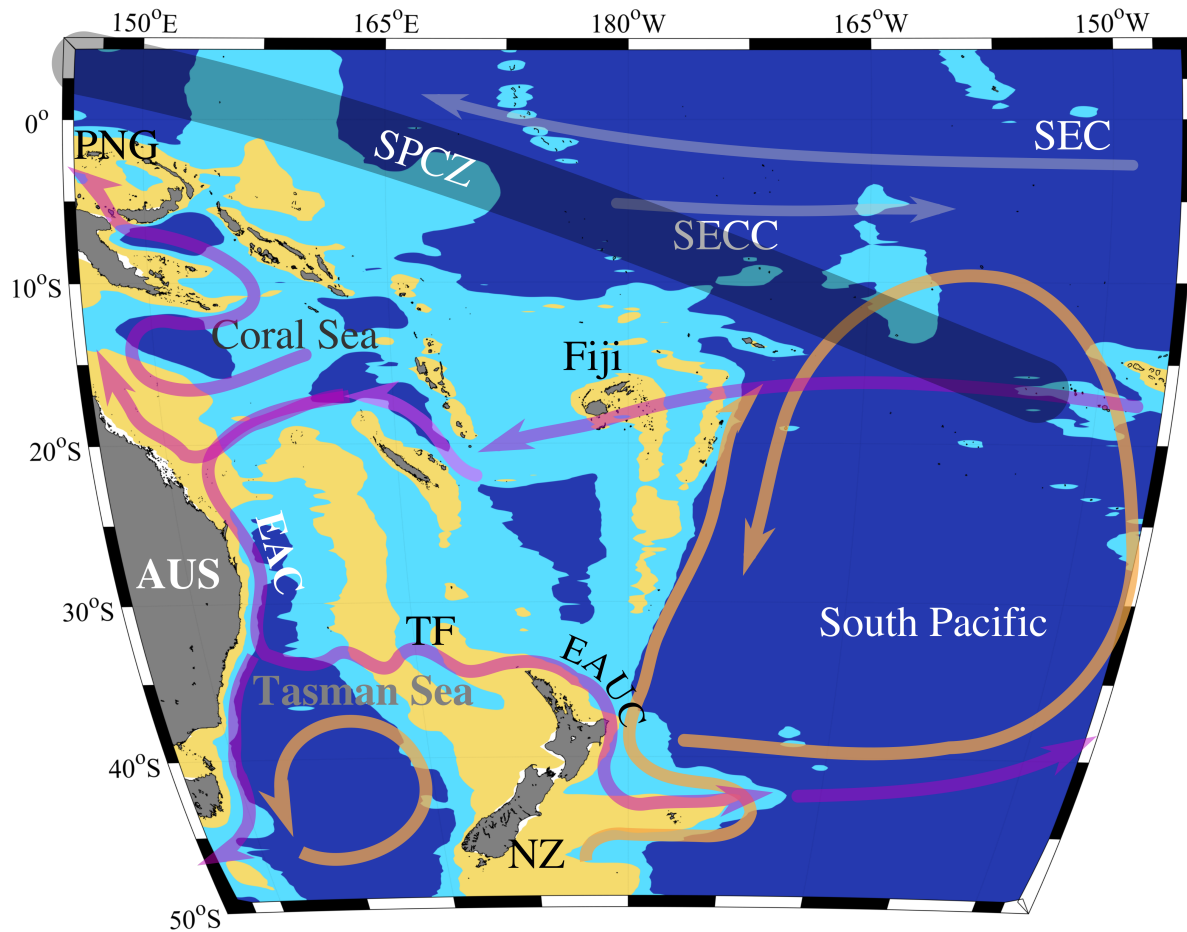 150°E
165°E
180°W
165°W
150°W
0°
10°S
20°S
30°S
40°S
50°S
PNG
SPCZ
SEC
SECC
Coral Sea
Fiji
EAC
AUS
TF
EAUC
South Pacific
Tasman Sea
NZ